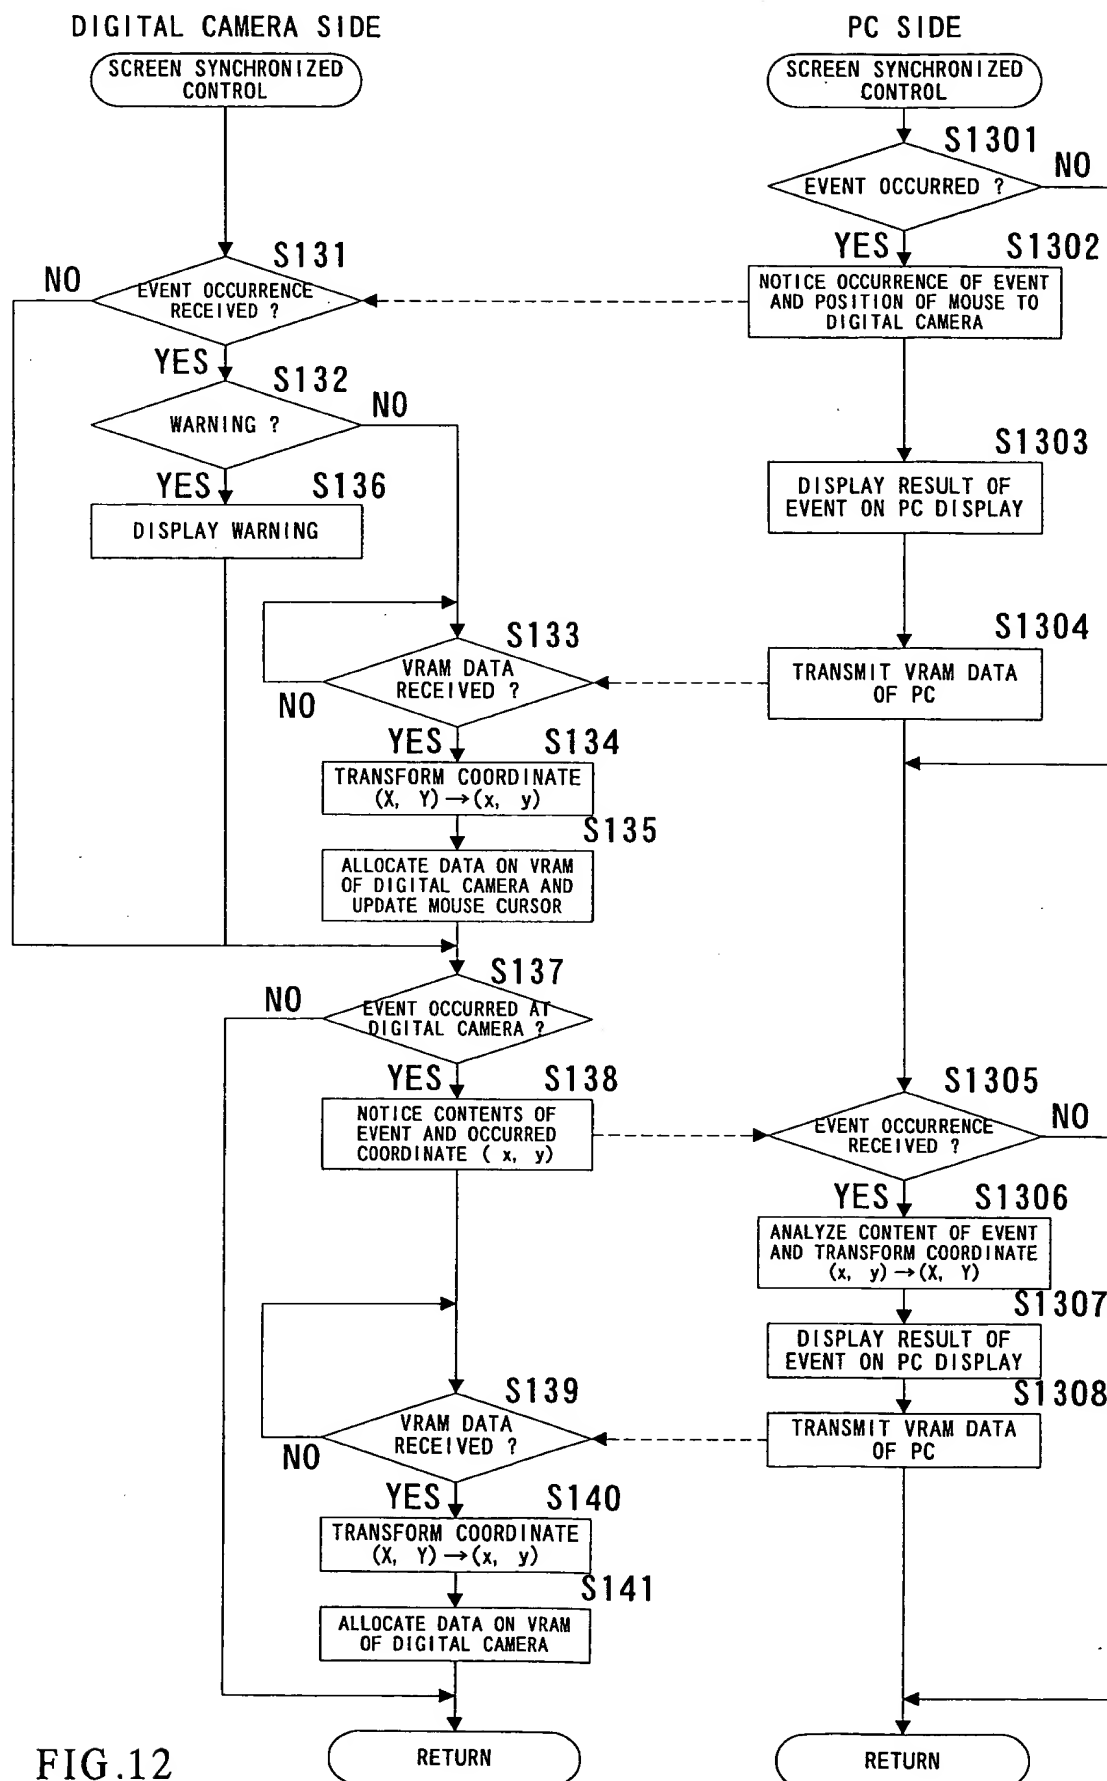 DIGITAL CAMERA SIDE
SCREEN SYNCHRONIZED
CONTROL
S131
EVENT OCCURRENCE
RECEIVED ?
NO
YES
S132
WARNING ?
NO
YES
S136
DISPLAY WARNING
S133
VRAM DATA
RECEIVED ?
NO
YES
S134
TRANSFORM COORDINATE
(X, Y) → (x, y)
S135
ALLOCATE DATA ON VRAM
OF DIGITAL CAMERA AND
UPDATE MOUSE CURSOR
S137
NO
EVENT OCCURRED AT
DIGITAL CAMERA ?
YES
S138
NOTICE CONTENTS OF
EVENT AND OCCURRED
COORDINATE ( x, y)
S139
VRAM DATA
RECEIVED ?
NO
YES
S140
TRANSFORM COORDINATE
(X, Y) → (x, y)
S141
ALLOCATE DATA ON VRAM
OF DIGITAL CAMERA
RETURN
PC SIDE
SCREEN SYNCHRONIZED
CONTROL
S1301
EVENT OCCURRED ?
NO
YES
S1302
NOTICE OCCURRENCE OF EVENT
AND POSITION OF MOUSE TO
DIGITAL CAMERA
S1303
DISPLAY RESULT OF
EVENT ON PC DISPLAY
S1304
TRANSMIT VRAM DATA
OF PC
S1305
EVENT OCCURRENCE
RECEIVED ?
NO
YES
S1306
ANALYZE CONTENT OF EVENT
AND TRANSFORM COORDINATE
(x, y) → (X, Y)
S1307
DISPLAY RESULT OF
EVENT ON PC DISPLAY
S1308
TRANSMIT VRAM DATA
OF PC
RETURN
FIG.12